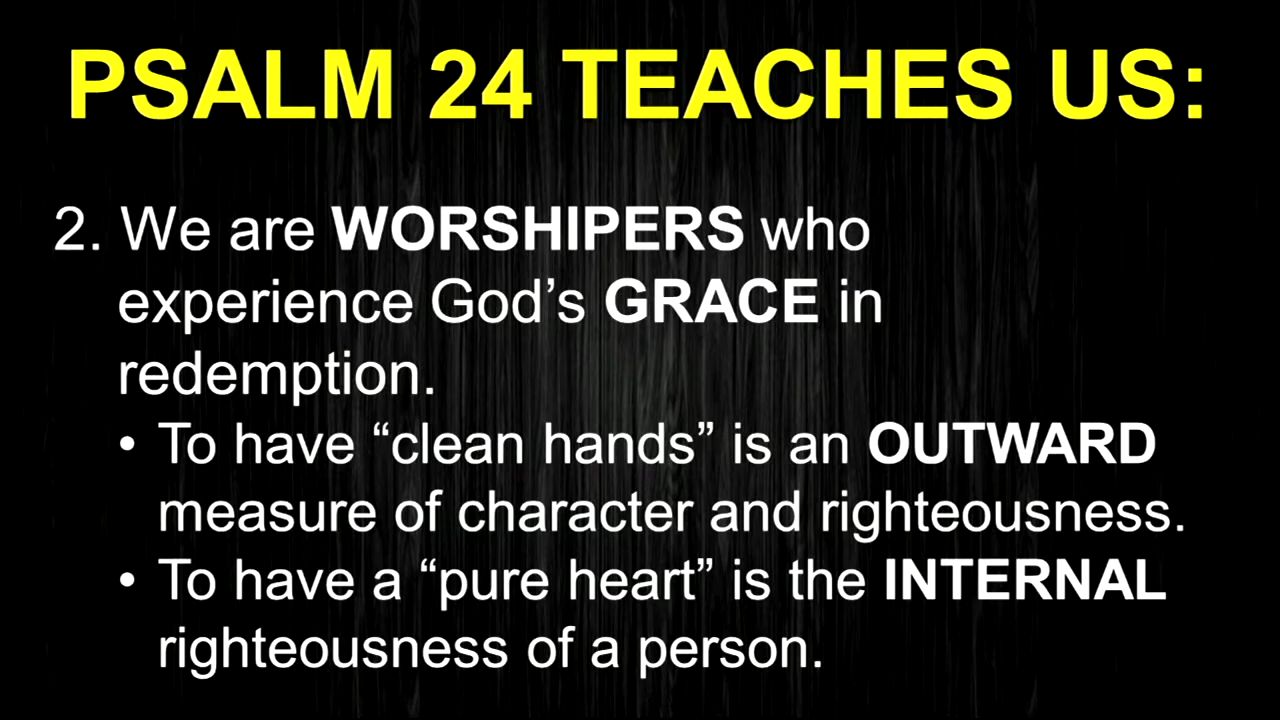 PSALM 24 TEACHES US:
2. We are WORSHIPERS who
experience God’s GRACE in
redemption.
• To have “clean hands” is an OUTWARD
measure of character and righteousness.
• To have a “pure heart” is the INTERNAL
righteousness of a person.